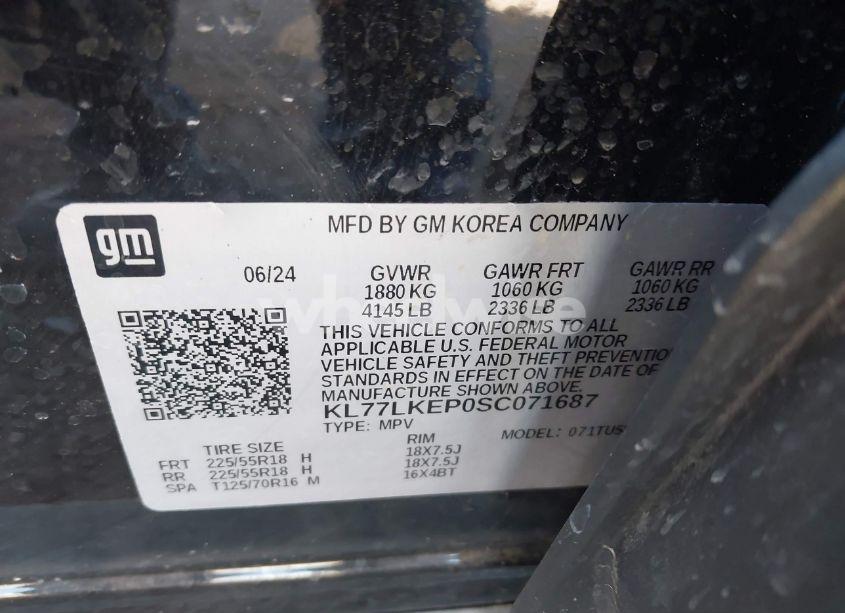 gm
MFD BY GM KOREA COMPANY
06/24 GVWR GAWR FRT GAWR RR
1880 KG 1060 KG 1060 KG
4145 LB 2336 LB 2336 LB
THIS VEHICLE CONFORMS TO ALL
APPLICABLE U.S. FEDERAL MOTOR
VEHICLE SAFETY AND THEFT PREVENTIO
STANDARDS IN EFFECT ON THE DATE OF
MANUFACTURE SHOWN ABOVE.
KL77LKEP0SC071687
TYPE: MPV MODEL: 071TUS
TIRE SIZE RIM
FRT 225/55R18 H 18X7.5J
RR 225/55R18 H 18X7.5J
SPA T125/70R16 M 16X4BT